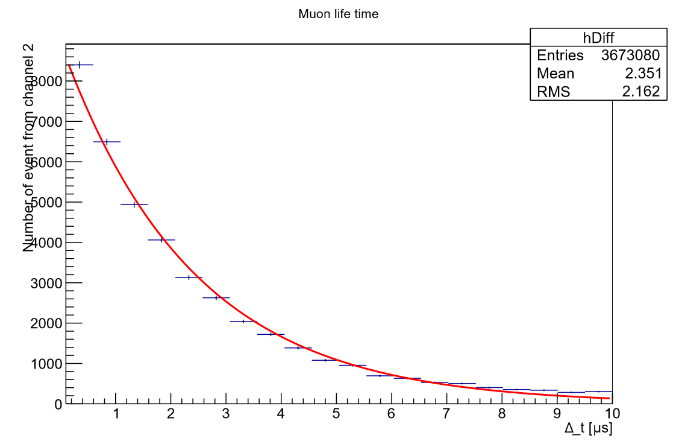 Muon life time
hDiff
Entries 3673080
Mean 2.351
RMS 2.162
Number of event from channel 2
8000
7000
6000
5000
4000
3000
2000
1000
0
1 2 3 4 5 6 7 8 9 10
Δ_t [µs]